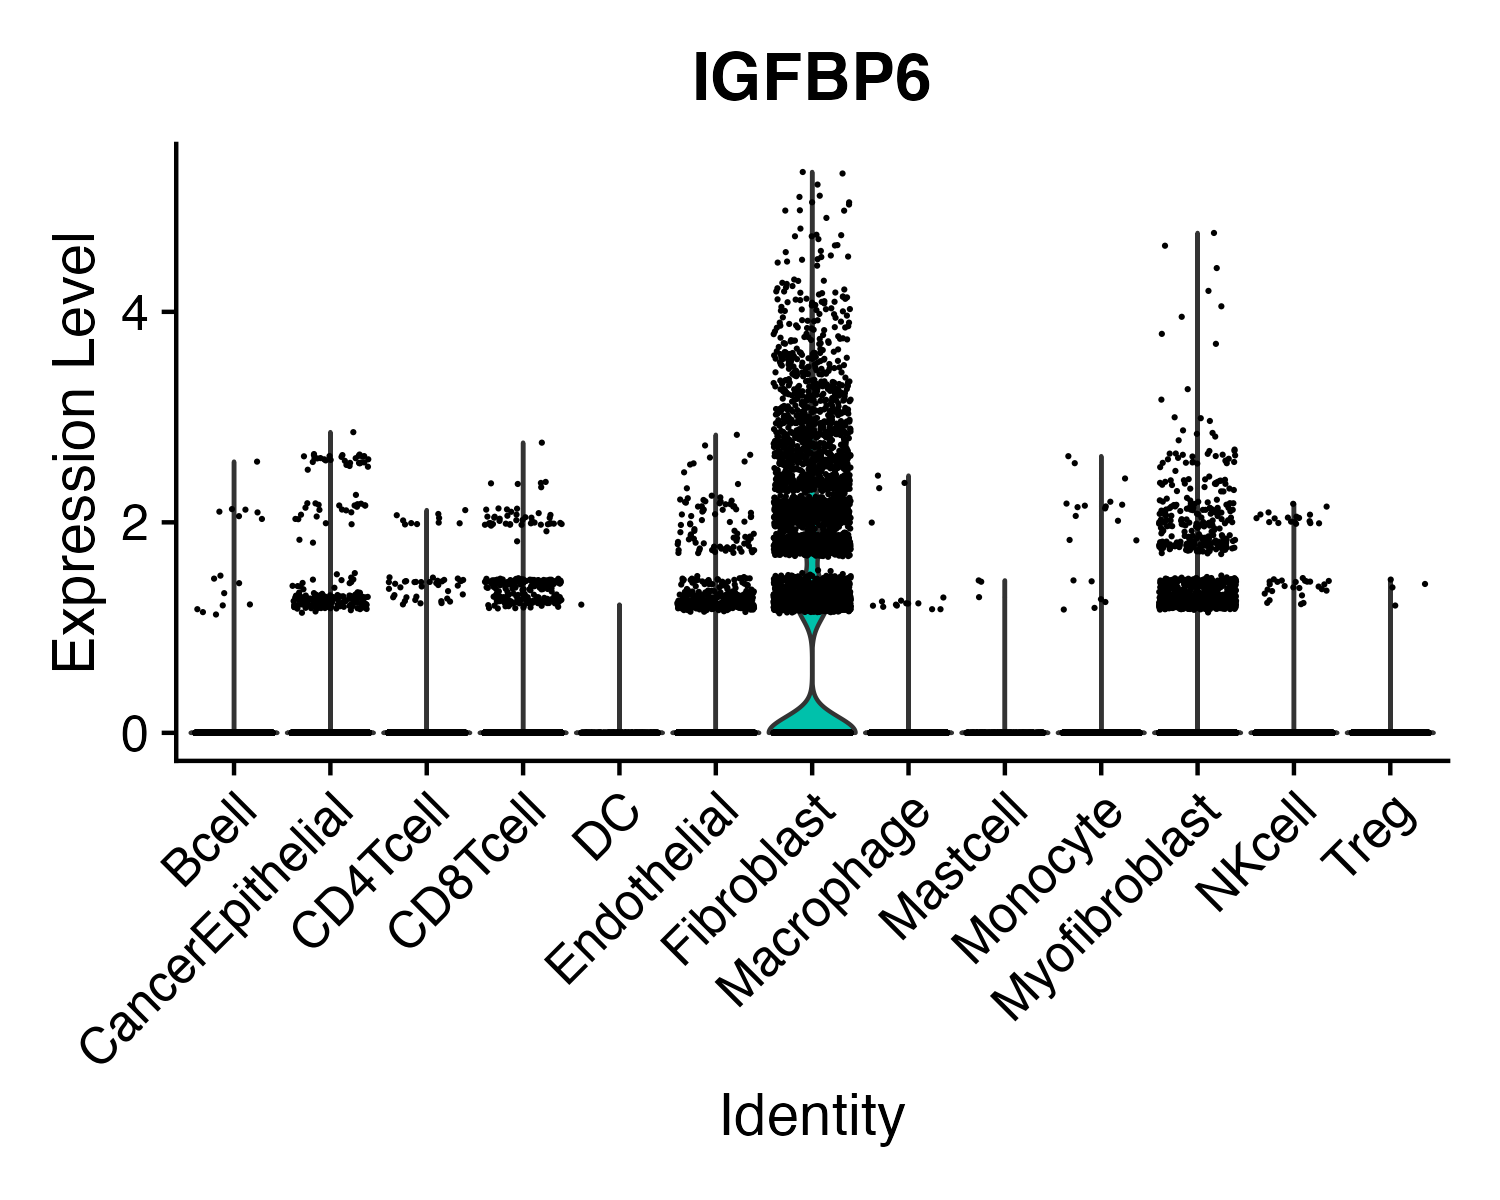 IGFBP6
Expression Level
4
2
0
Bcell
CancerEpithelial
CD4Tcell
CD8Tcell
DC
Endothelial
Fibroblast
Macrophage
Mastcell
Monocyte
Myofibroblast
NKcell
Treg
Identity